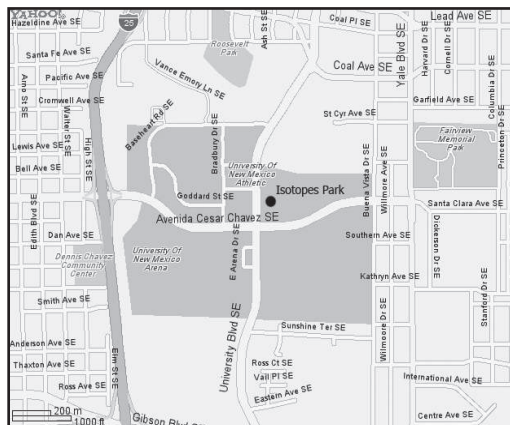 YAHOO!
Hazeldine Ave SE
25
Coal Pl SE
Lead Ave SE
Roosevelt
Park
Ash St SE
Yale Blvd SE
Harvard Dr SE
Cornell Dr SE
Santa Fe Ave SE
Coal Ave SE
Pacific Ave SE
Vance Emory Ln SE
Columbia Dr SE
Arno St SE
Cromwell Ave SE
Garfield Ave SE
Walter St SE
Baseheart Rd SE
Bradbury Dr SE
St Cyr Ave SE
Princeton Dr SE
Lewis Ave SE
High St SE
Fairview
Memorial
Park
Bell Ave SE
University Of
New Mexico
Athletic
Buena Vista Dr SE
Willmore Ave SE
Goddard St SE
Isotopes Park
Santa Clara Ave SE
Edith Blvd SE
Avenida Cesar Chavez SE
Dan Ave SE
E Arena Dr SE
Southern Ave SE
Dickerson Dr SE
University Of
New Mexico
Arena
Dennis Chavez
Community
Center
Kathryn Ave SE
Stanford Dr SE
Smith Ave SE
Wilmoore Dr SE
Sunshine Ter SE
University Blvd SE
Anderson Ave SE
Elm St SE
Thaxton Ave SE
Ross Ct SE
Vail Pl SE
International Ave SE
Ross Ave SE
Eastern Ave SE
200 m
1000 ft
Gibson Blvd SE
Centre Ave SE